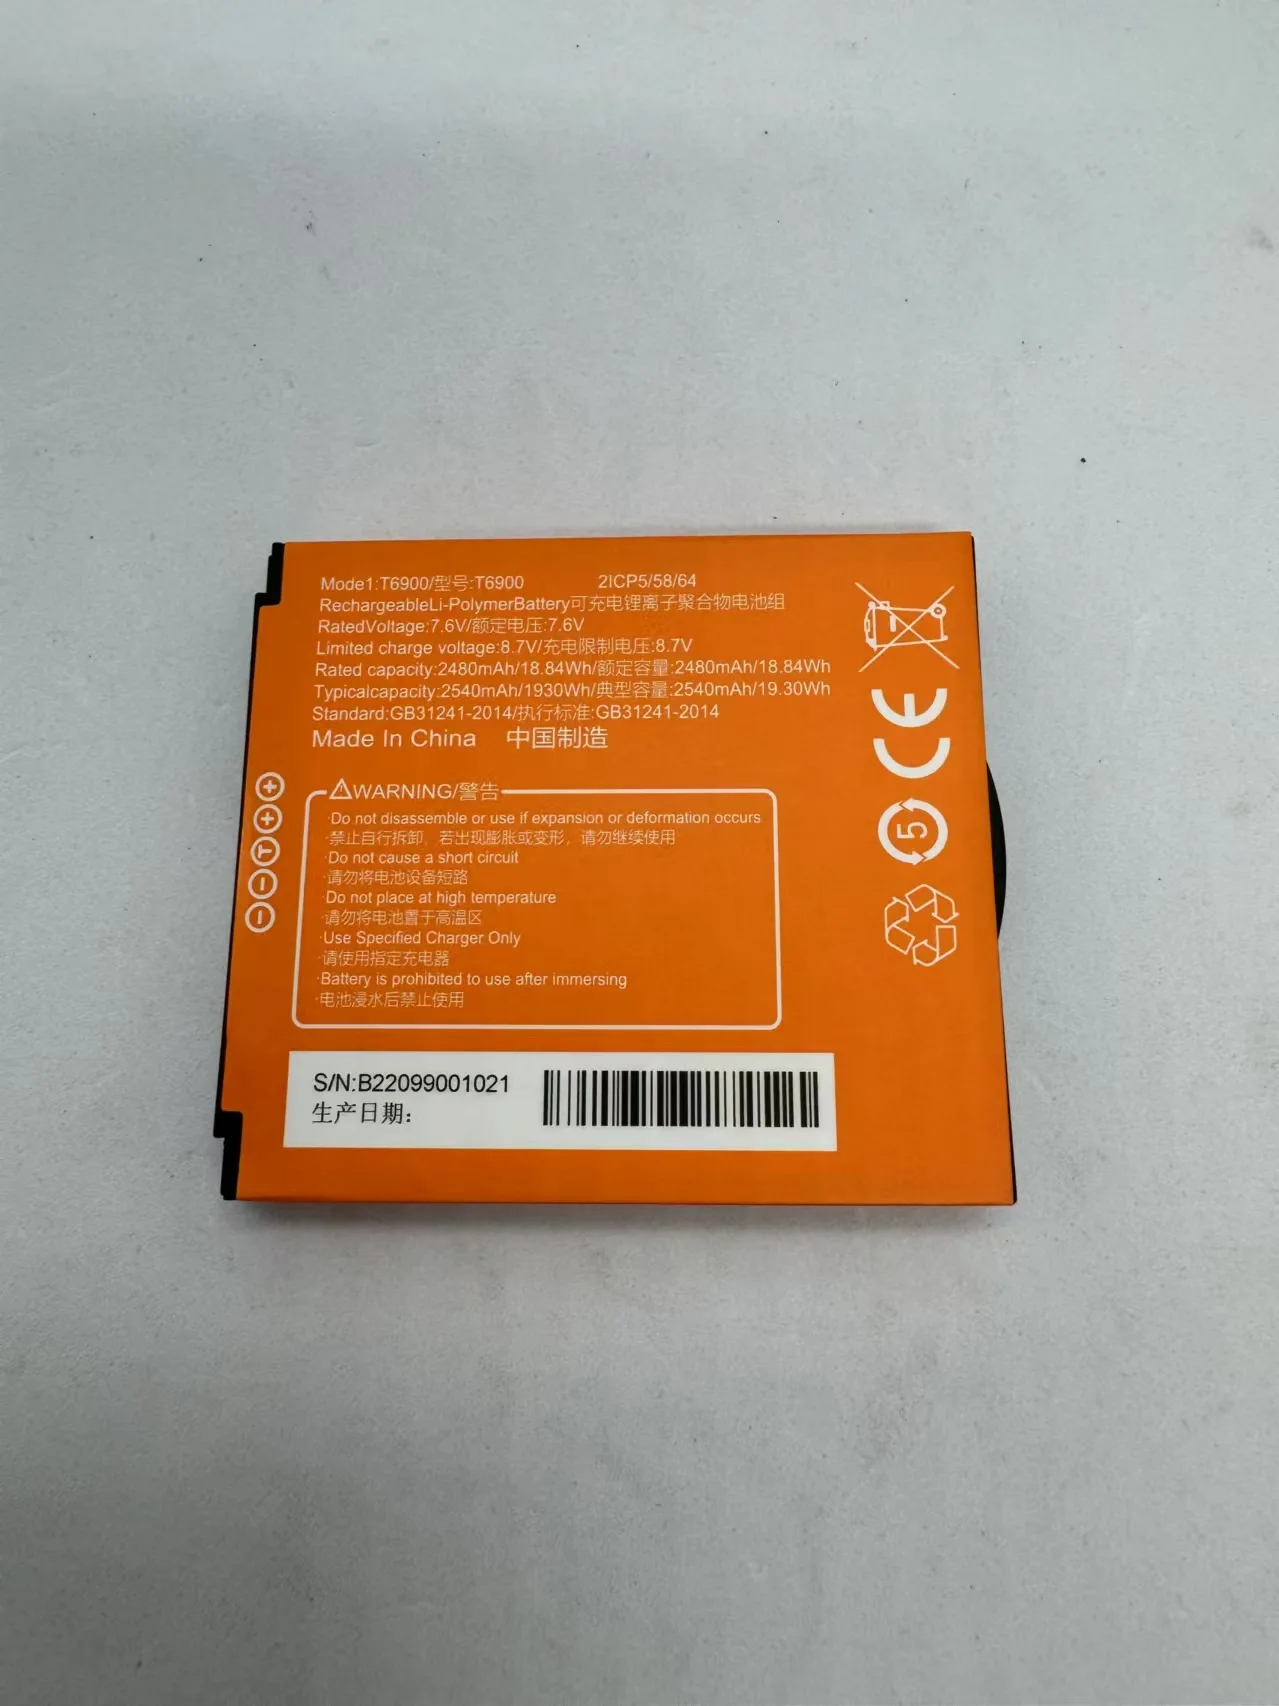 Mode1:T6900/型号:T6900 2ICP5/58/64
RechargeableLi-PolymerBattery可充电锂离子聚合物电池组
RatedVoltage:7.6V/额定电压:7.6V
Limited charge voltage:8.7V/充电限制电压:8.7V
Rated capacity:2480mAh/18.84Wh/额定容量:2480mAh/18.84Wh
Typicalcapacity:2540mAh/1930Wh/典型容量:2540mAh/19.30Wh
Standard:GB31241-2014/执行标准:GB31241-2014
Made In China 中国制造
CE
5
+
+
T
−
−
⚠WARNING/警告
·Do not disassemble or use if expansion or deformation occurs
·禁止自行拆卸,若出现膨胀或变形,请勿继续使用
·Do not cause a short circuit
·请勿将电池设备短路
·Do not place at high temperature
·请勿将电池置于高温区
·Use Specified Charger Only
·请使用指定充电器
·Battery is prohibited to use after immersing
·电池浸水后禁止使用
S/N:B22099001021
生产日期: